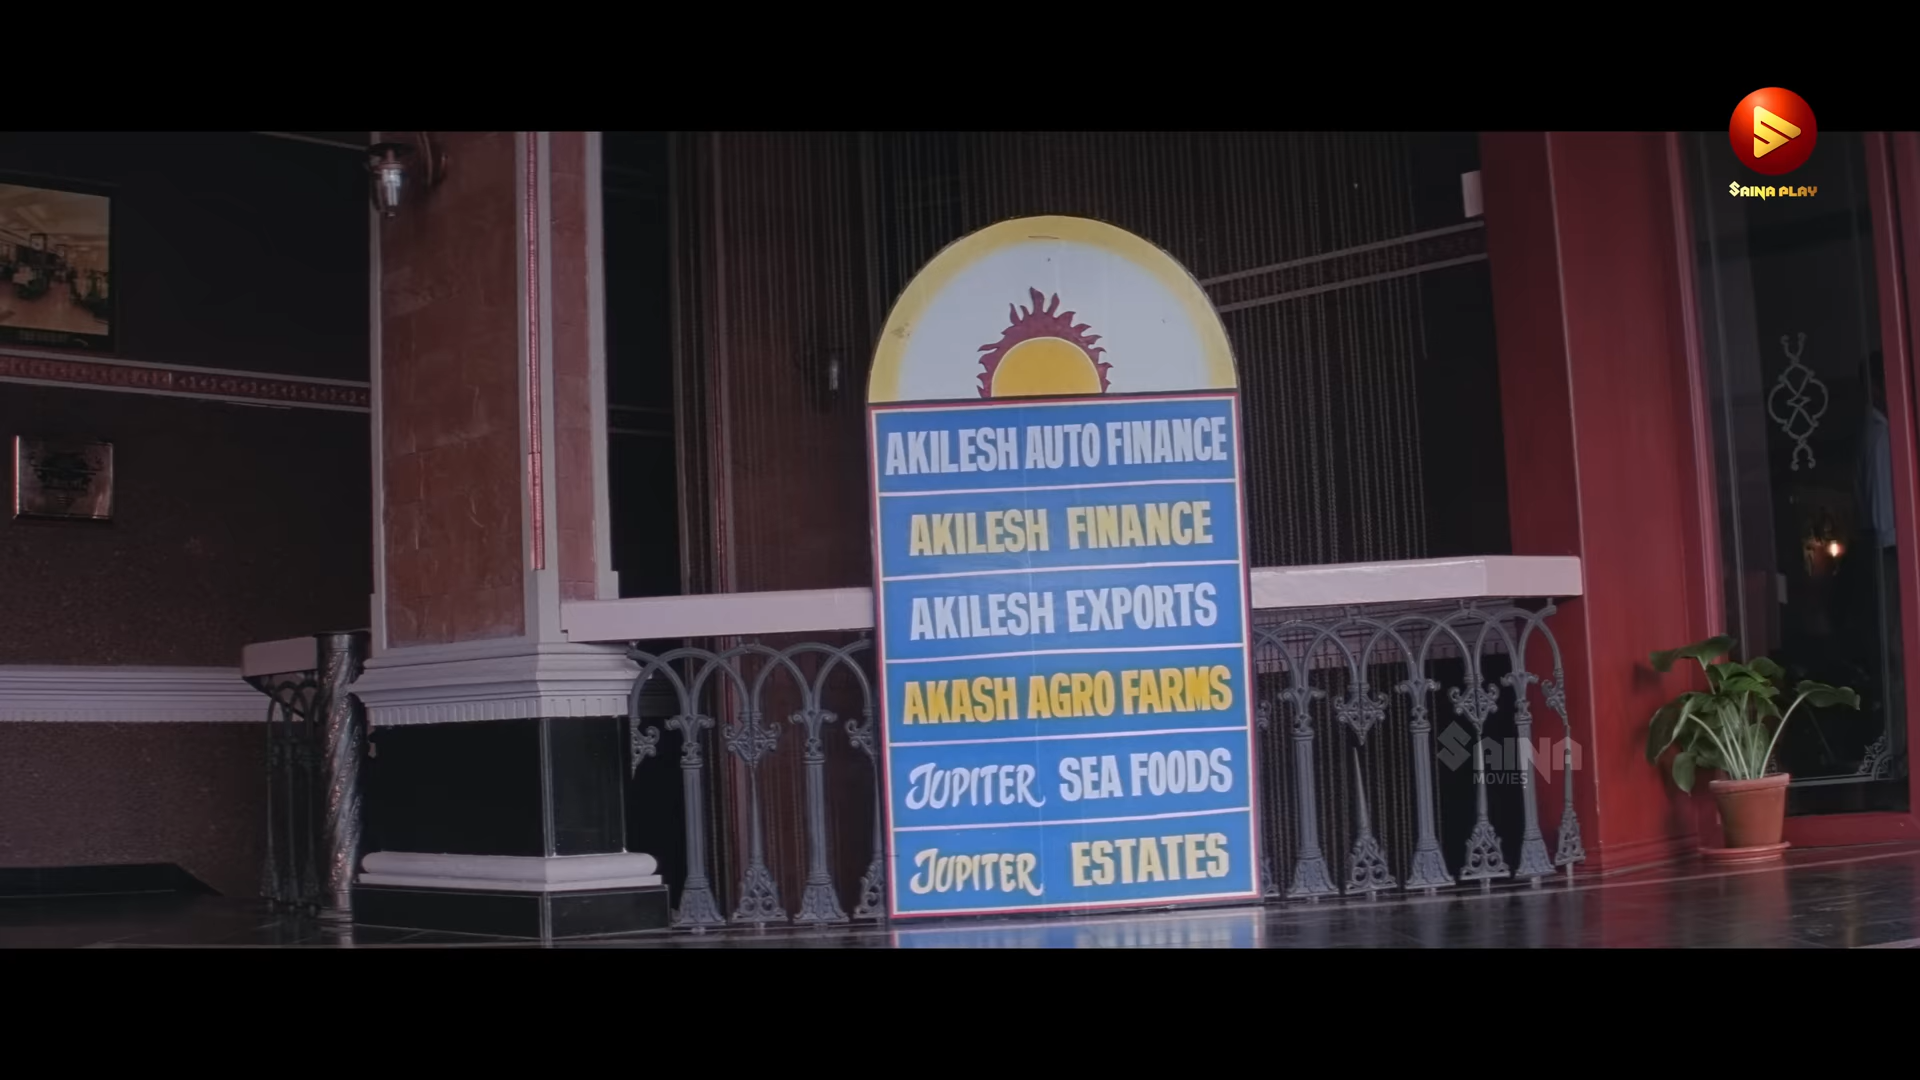 SAINA PLAY
AKILESH AUTO FINANCE
AKILESH FINANCE
AKILESH EXPORTS
AKASH AGRO FARMS
JUPITER SEA FOODS
JUPITER ESTATES
SAINA
MOVIES